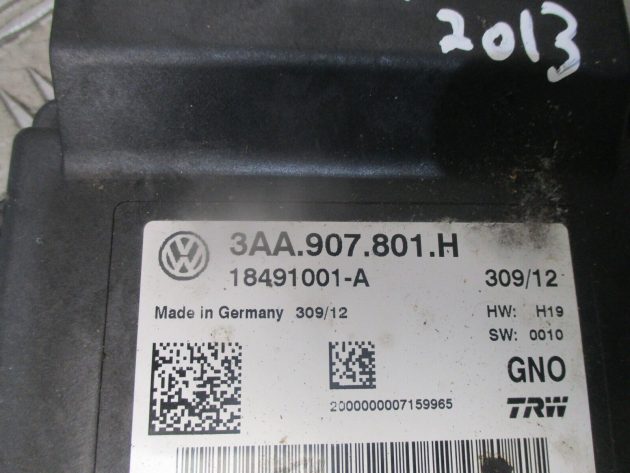 2013
3AA.907.801.H
18491001-A 309/12
Made in Germany 309/12 HW: H19
SW: 0010
GNO
2000000007159965
TRW